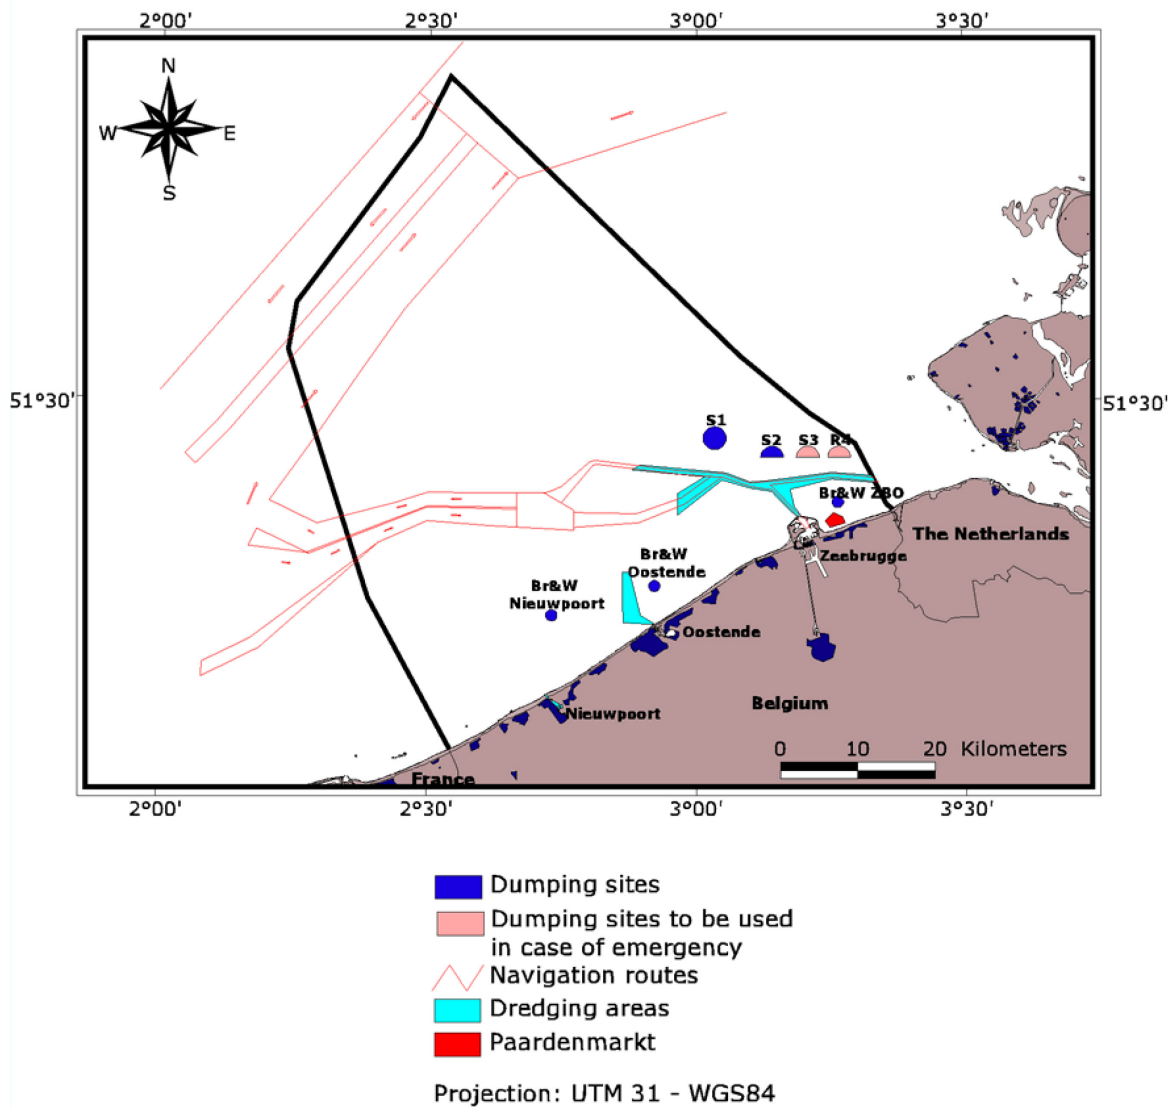 2°00'
2°30'
3°00'
3°30'
N
W
E
S
51°30'
51°30'
S1
S2
S3
R4
Br&W ZBO
The Netherlands
Zeebrugge
Br&W
Oostende
Br&W
Nieuwpoort
Oostende
Belgium
Nieuwpoort
0
10
20
Kilometers
France
2°00'
2°30'
3°00'
3°30'
Dumping sites
Dumping sites to be used
in case of emergency
Navigation routes
Dredging areas
Paardenmarkt
Projection: UTM 31 - WGS84